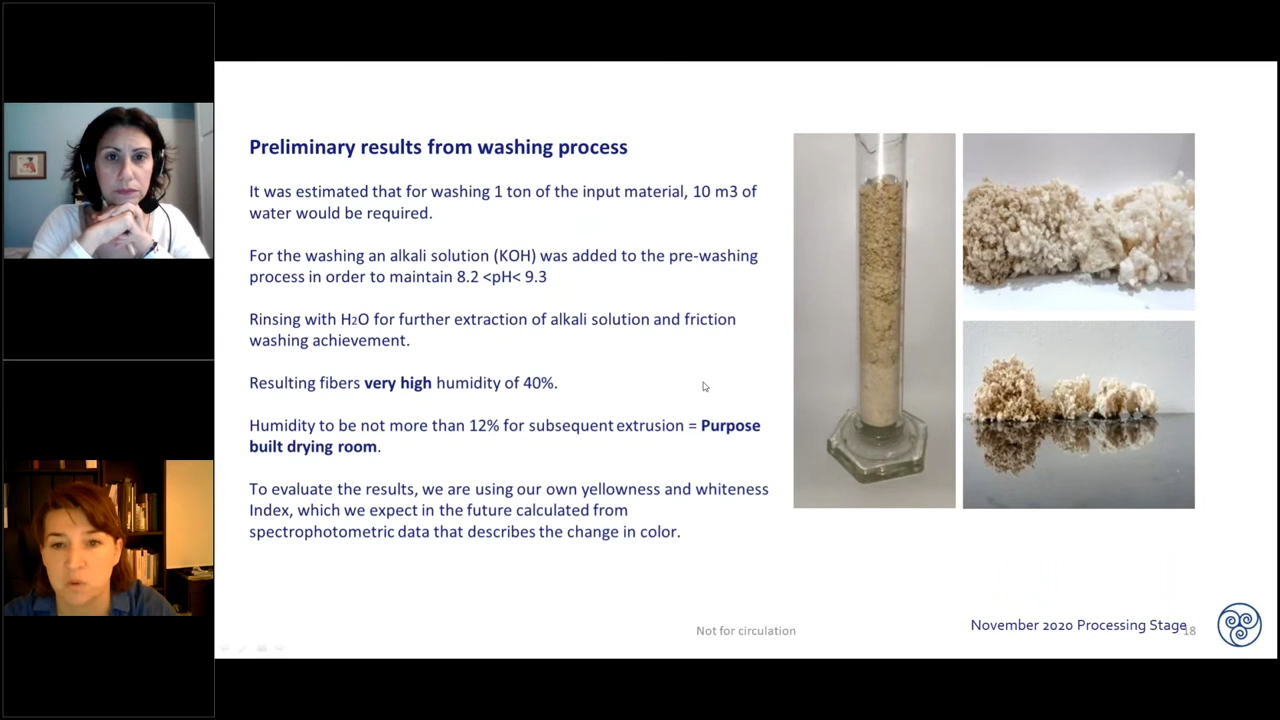 Preliminary results from washing process
It was estimated that for washing 1 ton of the input material, 10 m3 of
water would be required.
For the washing an alkali solution (KOH) was added to the pre-washing
process in order to maintain 8.2 <pH< 9.3
Rinsing with H2O for further extraction of alkali solution and friction
washing achievement.
Resulting fibers very high humidity of 40%.
Humidity to be not more than 12% for subsequent extrusion = Purpose
built drying room.
To evaluate the results, we are using our own yellowness and whiteness
Index, which we expect in the future calculated from
spectrophotometric data that describes the change in color.
Not for circulation
November 2020 Processing Stage
18